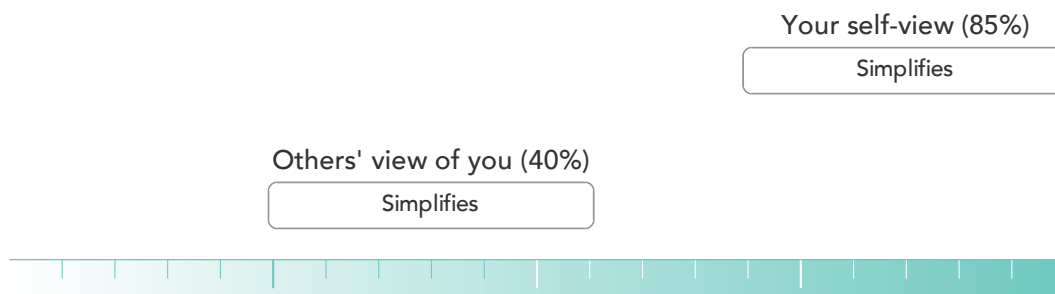 Your self-view (85%)
Simplifies
Others' view of you (40%)
Simplifies